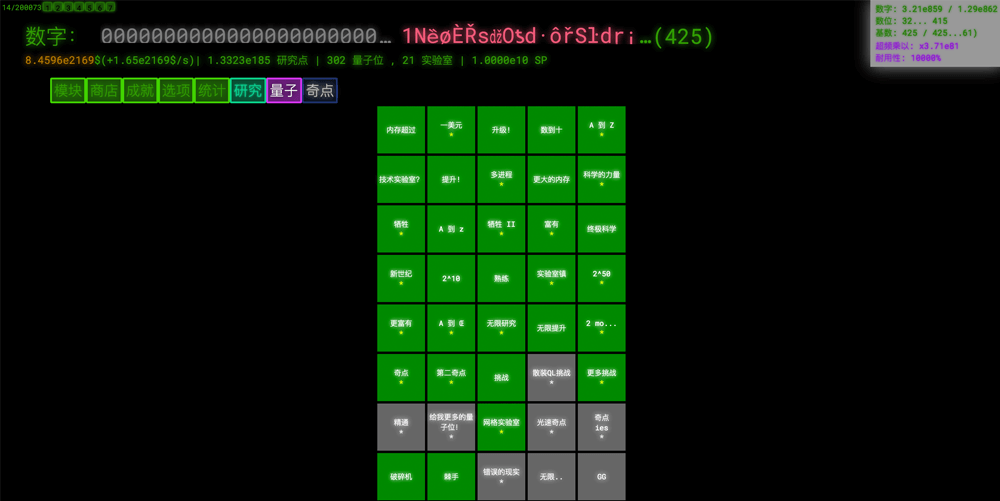 14/200073
数字: 3.21e859 / 1.29e862
数位: 32... 415
基数: 425 / 425...61)
超频乘以: x3.71e81
耐用性: 10000%
数字: 00000000000000000000000000…
…(425)
8.4596e2169$(+1.65e2169$/s)| 1.3323e185 研究点 | 302 量子位 , 21 实验室 | 1.0000e10 SP
模块 商店 成就 选项 统计 研究 量子 奇点
内存超过 一美元 升级! 数到十 A 到 Z
★ ★
技术实验室? 提升! 多进程 更大的内存 科学的力量
★ ★
牺牲 A 到 z 牺牲 II 富有 终极科学
★ ★ ★
新世纪 2^10 熟练 实验室镇 2^50
★ ★ ★
更富有 A 到 Œ 无限研究 无限提升 2 mo...
★ ★ ★ ★
奇点 第二奇点 挑战 散装QL挑战 更多挑战
★ ★ ★ ★
精通 给我更多的量子位! 网格实验室 光速奇点 奇点 ies
★ ★ ★ ★ ★
破碎机 棘手 错误的现实 无限.. GG
★